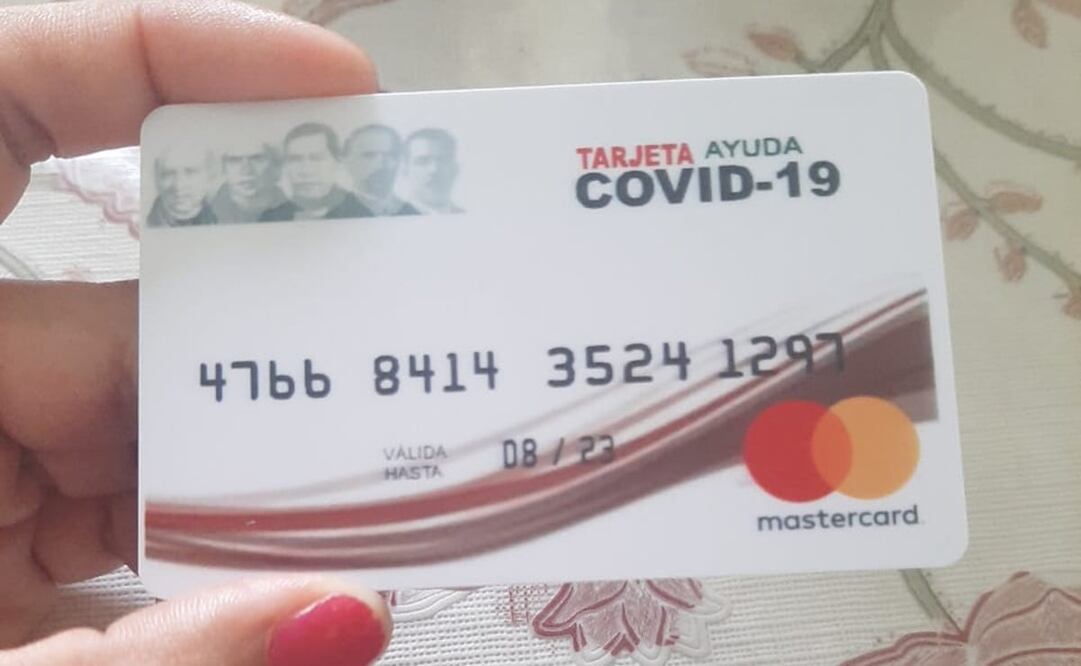 TARJETA AYUDA
COVID-19
4766 8414 3524 1297
VÁLIDA
HASTA
08 / 23
mastercard